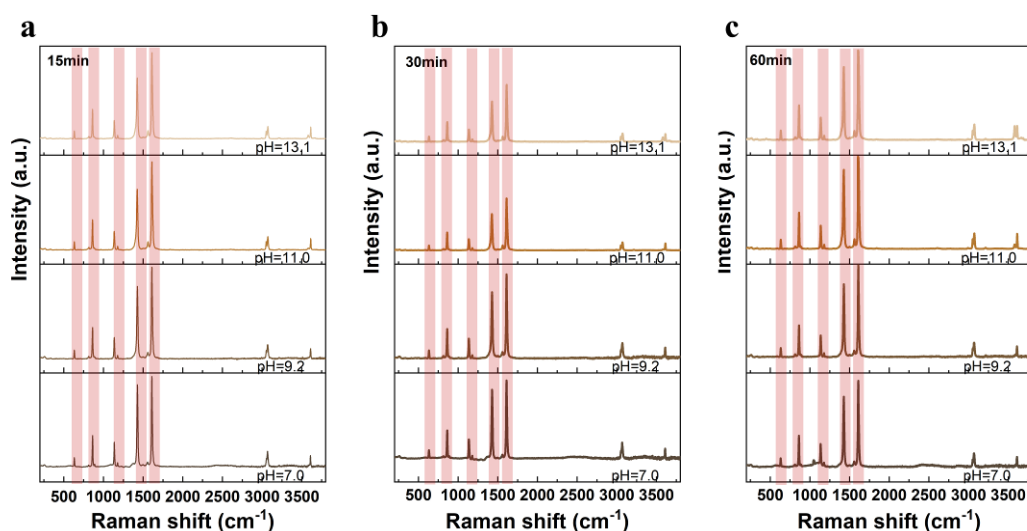 a
15min
pH=13.1
pH=11.0
pH=9.2
pH=7.0
Intensity (a.u.)
500 1000 1500 2000 2500 3000 3500
Raman shift (cm⁻¹)
b
30min
pH=13.1
pH=11.0
pH=9.2
pH=7.0
Intensity (a.u.)
500 1000 1500 2000 2500 3000 3500
Raman shift (cm⁻¹)
c
60min
pH=13.1
pH=11.0
pH=9.2
pH=7.0
Intensity (a.u.)
500 1000 1500 2000 2500 3000 3500
Raman shift (cm⁻¹)